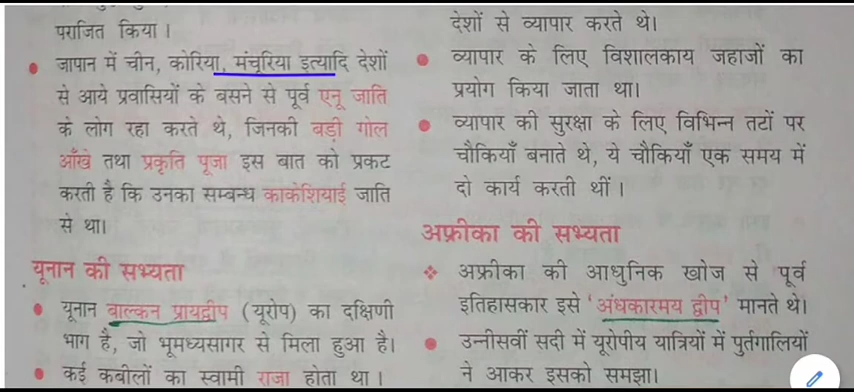 पराजित किया।
जापान में चीन, कोरिया, मंचूरिया इत्यादि देशों
से आये प्रवासियों के बसने से पूर्व एनू जाति
के लोग रहा करते थे, जिनकी बड़ी गोल
आँखे तथा प्रकृति पूजा इस बात को प्रकट
करती है कि उनका सम्बन्ध काकेशियाई जाति
से था।
यूनान की सभ्यता
यूनान बाल्कन प्रायद्वीप (यूरोप) का दक्षिणी
भाग है, जो भूमध्यसागर से मिला हुआ है।
कई कबीलों का स्वामी राजा होता था।
देशों से व्यापार करते थे।
व्यापार के लिए विशालकाय जहाजों का
प्रयोग किया जाता था।
व्यापार की सुरक्षा के लिए विभिन्न तटों पर
चौकियाँ बनाते थे, ये चौकियाँ एक समय में
दो कार्य करती थीं।
अफ्रीका की सभ्यता
अफ्रीका की आधुनिक खोज से पूर्व
इतिहासकार इसे 'अंधकारमय द्वीप' मानते थे।
उन्नीसवीं सदी में यूरोपीय यात्रियों में पुर्तगालियों
ने आकर इसको समझा।